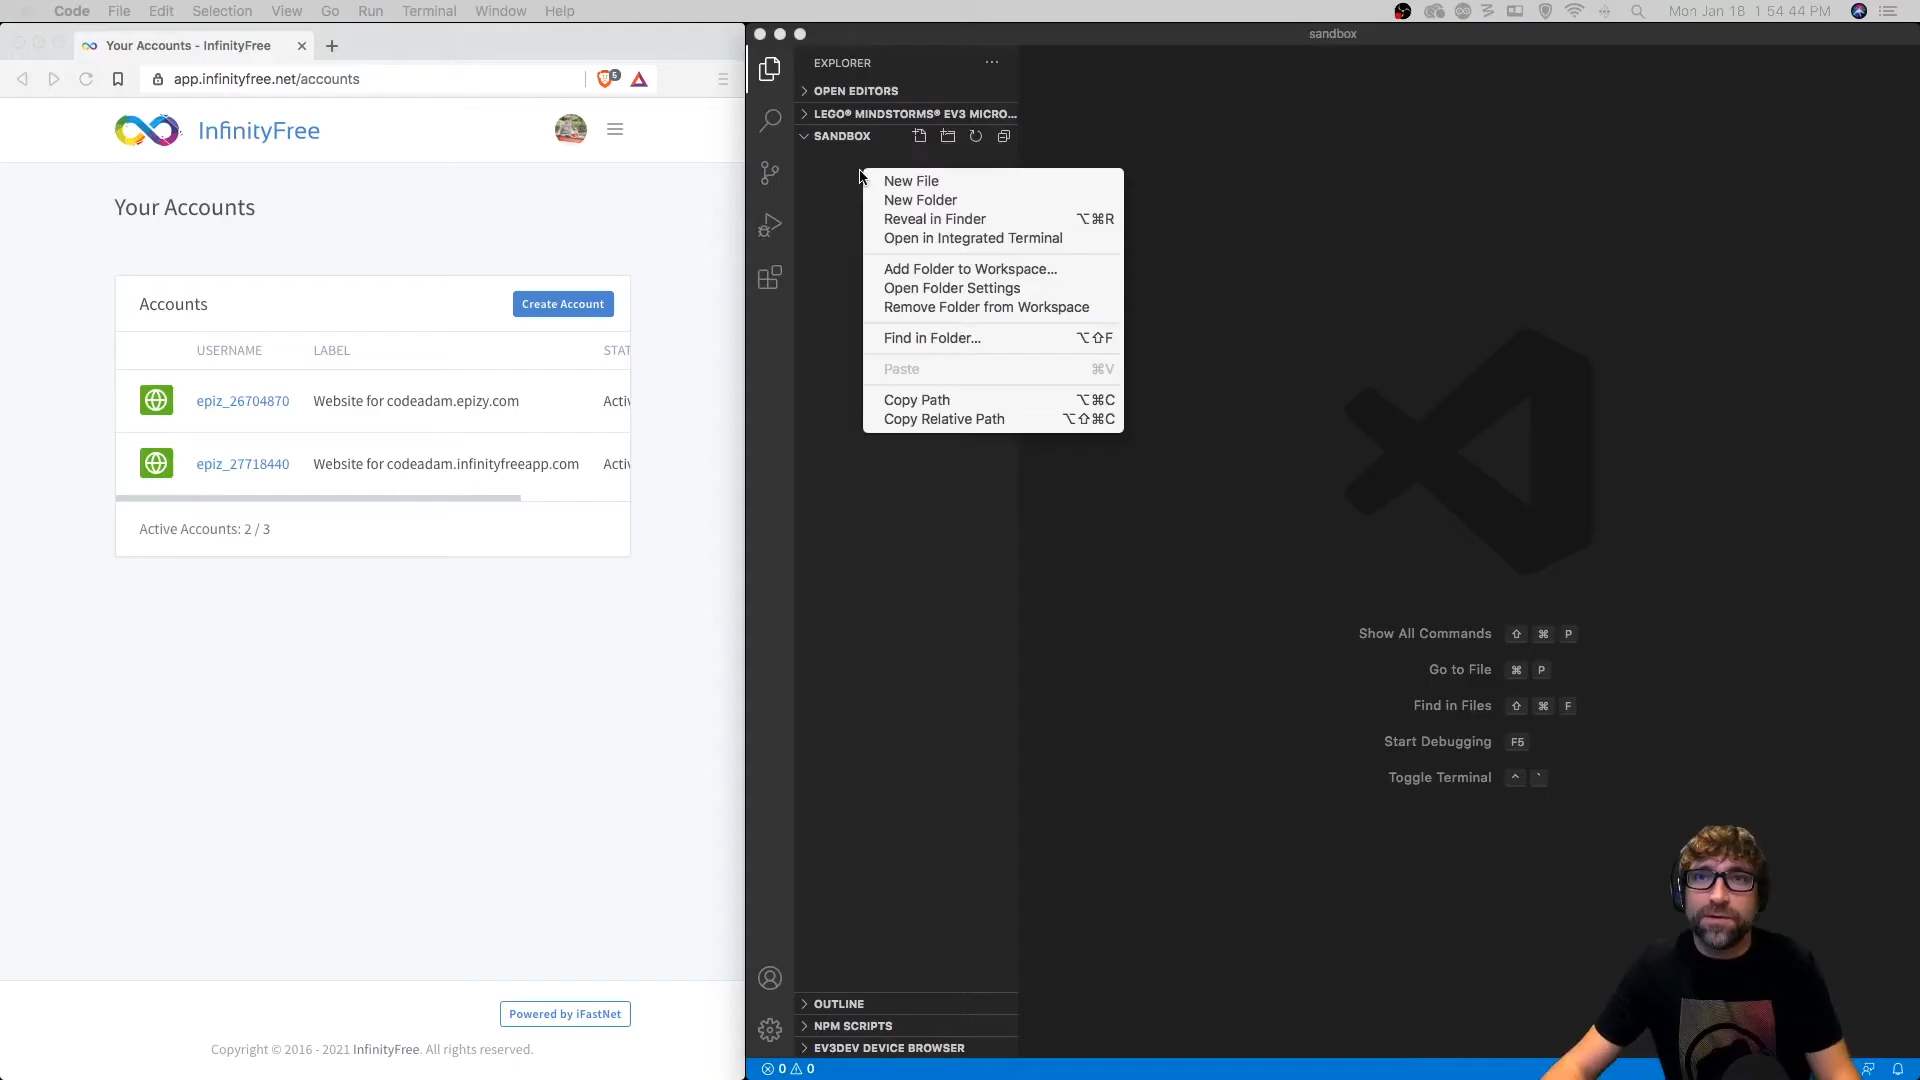 Code File Edit Selection View Go Run Terminal Window Help
Mon Jan 18 1 54 44 PM
Your Accounts - InfinityFree
app.infinityfree.net/accounts
5
InfinityFree
Your Accounts
Accounts
Create Account
USERNAME LABEL STAT
epiz_26704870 Website for codeadam.epizy.com Activ
epiz_27718440 Website for codeadam.infinityfreeapp.com Activ
Active Accounts: 2 / 3
Powered by iFastNet
Copyright © 2016 - 2021 InfinityFree. All rights reserved.
sandbox
EXPLORER
OPEN EDITORS
LEGO® MINDSTORMS® EV3 MICRO...
SANDBOX
New File
New Folder
Reveal in Finder ⌥⌘R
Open in Integrated Terminal
Add Folder to Workspace...
Open Folder Settings
Remove Folder from Workspace
Find in Folder... ⌥⇧F
Paste ⌘V
Copy Path ⌥⌘C
Copy Relative Path ⌥⇧⌘C
Show All Commands ⇧ ⌘ P
Go to File ⌘ P
Find in Files ⇧ ⌘ F
Start Debugging F5
Toggle Terminal ^ `
OUTLINE
NPM SCRIPTS
EV3DEV DEVICE BROWSER
0 0